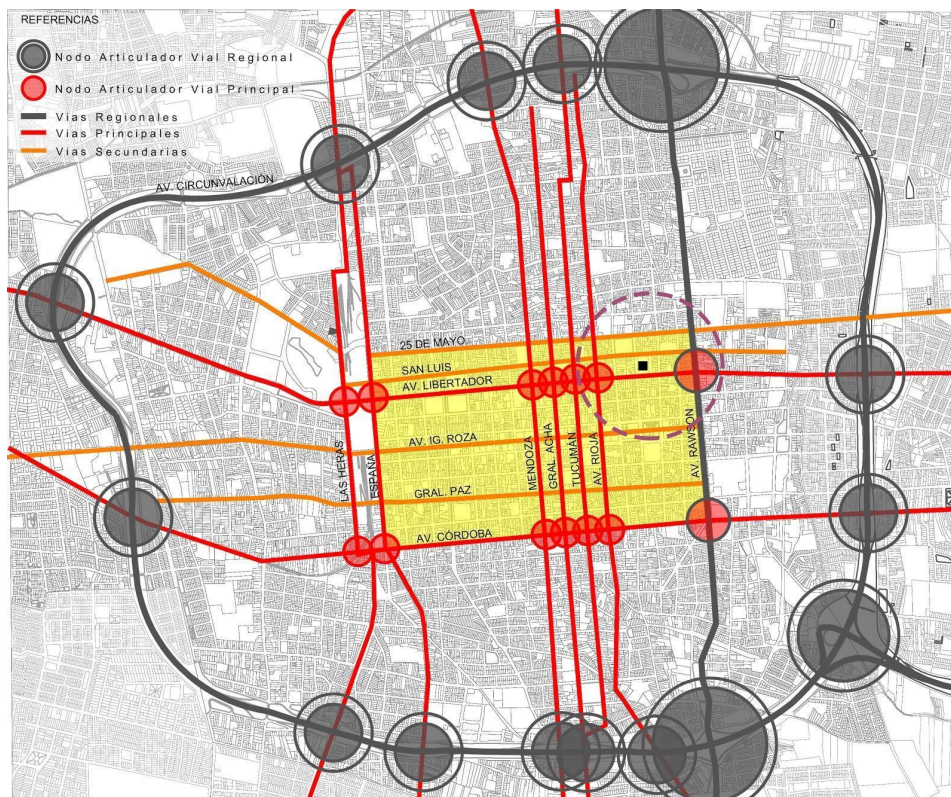 REFERENCIAS
Nodo Articulador Vial Regional
Nodo Articulador Vial Principal
Vias Regionales
Vias Principales
Vias Secundarias
AV. CIRCUNVALACIÓN
25 DE MAYO
SAN LUIS
AV. LIBERTADOR
AV. IG. ROZA
GRAL. PAZ
AV. CÓRDOBA
LAS HERAS
ESPAÑA
MENDOZA
GRAL. ACHA
TUCUMÁN
AV. RIOJA
AV. RAWSON